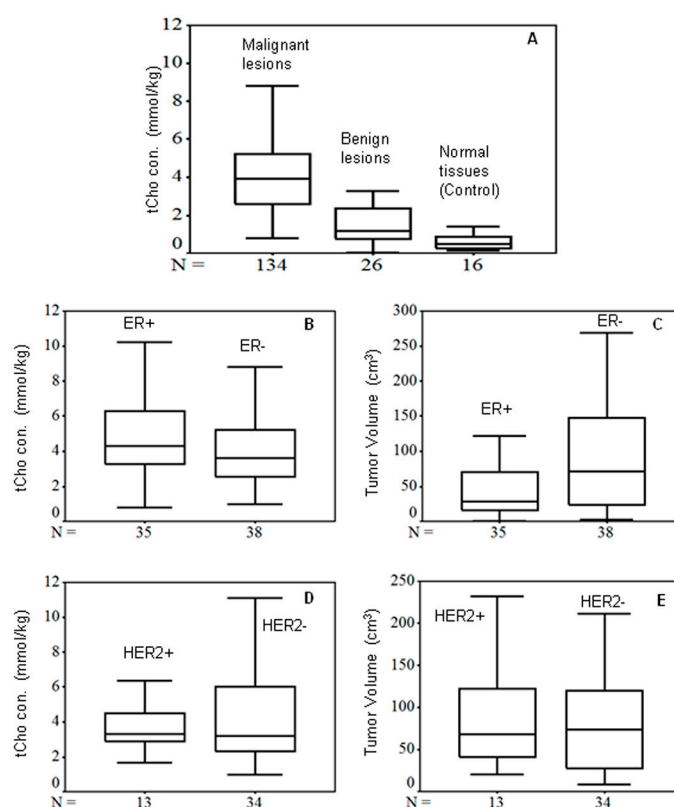 A
tCho con. (mmol/kg)
12
10
8
6
4
2
0
Malignant
lesions
Benign
lesions
Normal
tissues
(Control)
N =
134
26
16
B
tCho con. (mmol/kg)
12
10
8
6
4
2
0
ER+
ER-
N =
35
38
C
Tumor Volume (cm³)
300
250
200
150
100
50
0
ER+
ER-
N =
35
38
D
tCho con. (mmol/kg)
12
10
8
6
4
2
0
HER2+
HER2-
N =
13
34
E
Tumor Volume (cm³)
250
200
150
100
50
0
HER2+
HER2-
N =
13
34